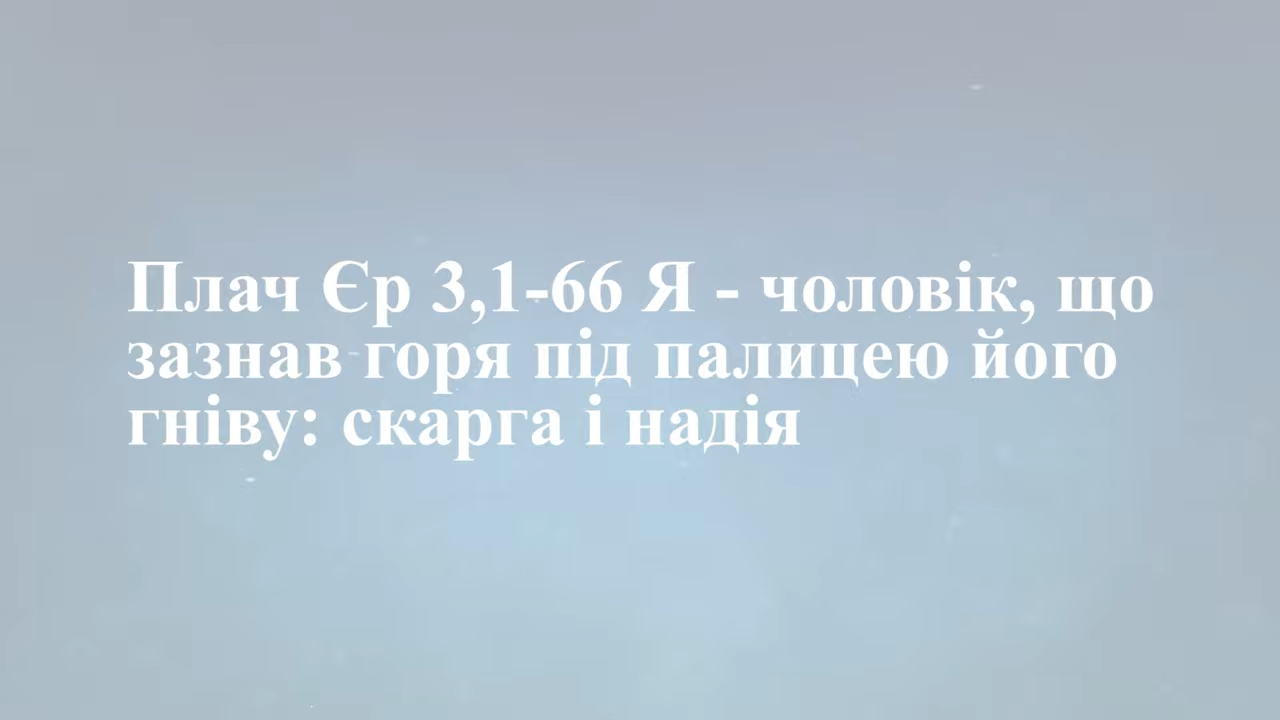 Плач Єр 3,1-66 Я - чоловік, що
зазнав горя під палицею його
гніву: скарга і надія